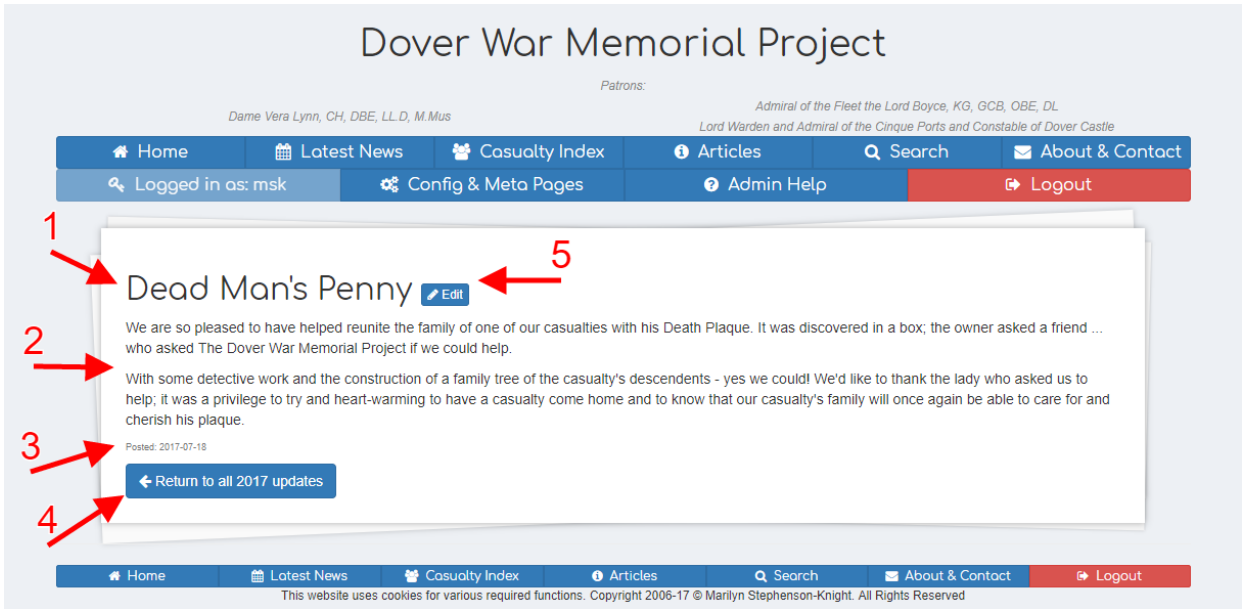 Dover War Memorial Project
Patrons:
Dame Vera Lynn, CH, DBE, LL.D, M.Mus
Admiral of the Fleet the Lord Boyce, KG, GCB, OBE, DL
Lord Warden and Admiral of the Cinque Ports and Constable of Dover Castle
Home Latest News Casualty Index Articles Search About & Contact
Logged in as: msk Config & Meta Pages Admin Help Logout
1
5
Dead Man's Penny Edit
We are so pleased to have helped reunite the family of one of our casualties with his Death Plaque. It was discovered in a box; the owner asked a friend ...
who asked The Dover War Memorial Project if we could help.
2
With some detective work and the construction of a family tree of the casualty's descendents - yes we could! We'd like to thank the lady who asked us to
help; it was a privilege to try and heart-warming to have a casualty come home and to know that our casualty's family will once again be able to care for and
cherish his plaque.
3
Posted: 2017-07-18
Return to all 2017 updates
4
Home Latest News Casualty Index Articles Search About & Contact Logout
This website uses cookies for various required functions. Copyright 2006-17 © Marilyn Stephenson-Knight. All Rights Reserved